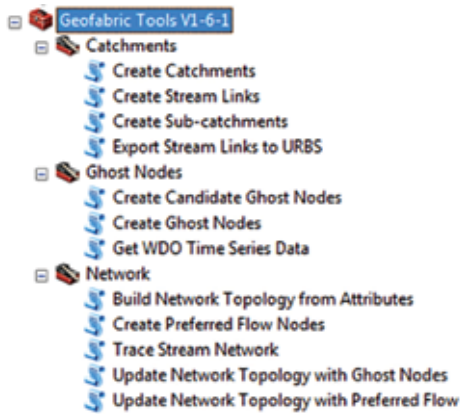 Geofabric Tools V1-6-1
Catchments
Create Catchments
Create Stream Links
Create Sub-catchments
Export Stream Links to URBS
Ghost Nodes
Create Candidate Ghost Nodes
Create Ghost Nodes
Get WDO Time Series Data
Network
Build Network Topology from Attributes
Create Preferred Flow Nodes
Trace Stream Network
Update Network Topology with Ghost Nodes
Update Network Topology with Preferred Flow